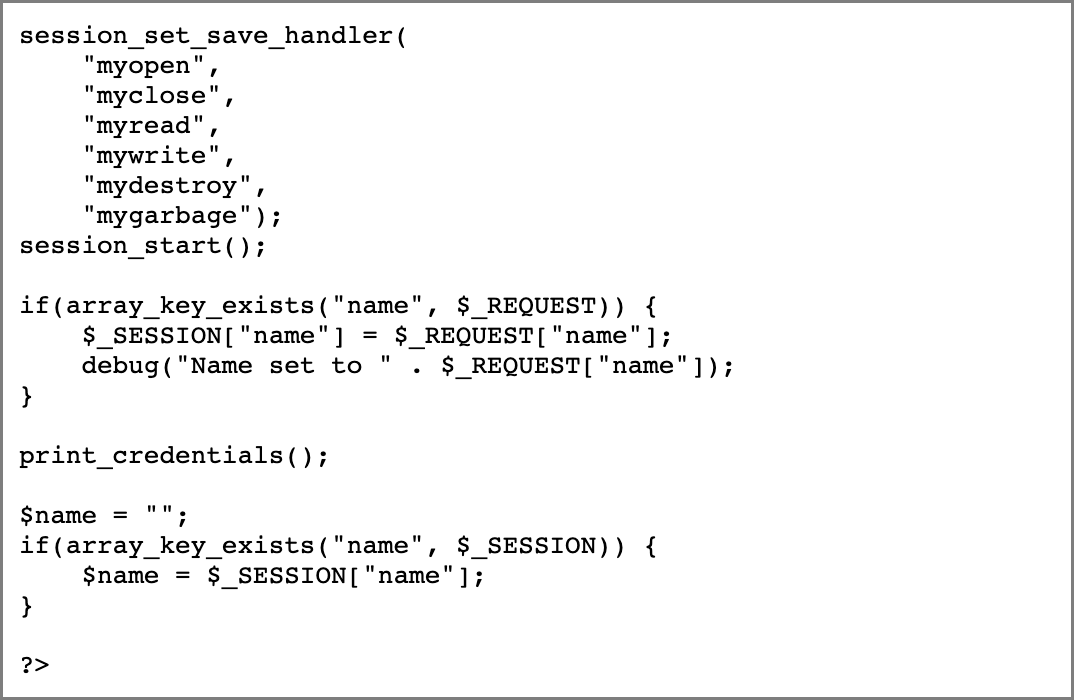 session_set_save_handler(
    "myopen",
    "myclose",
    "myread",
    "mywrite",
    "mydestroy",
    "mygarbage");
session_start();

if(array_key_exists("name", $_REQUEST)) {
    $_SESSION["name"] = $_REQUEST["name"];
    debug("Name set to " . $_REQUEST["name"]);
}

print_credentials();

$name = "";
if(array_key_exists("name", $_SESSION)) {
    $name = $_SESSION["name"];
}

?>